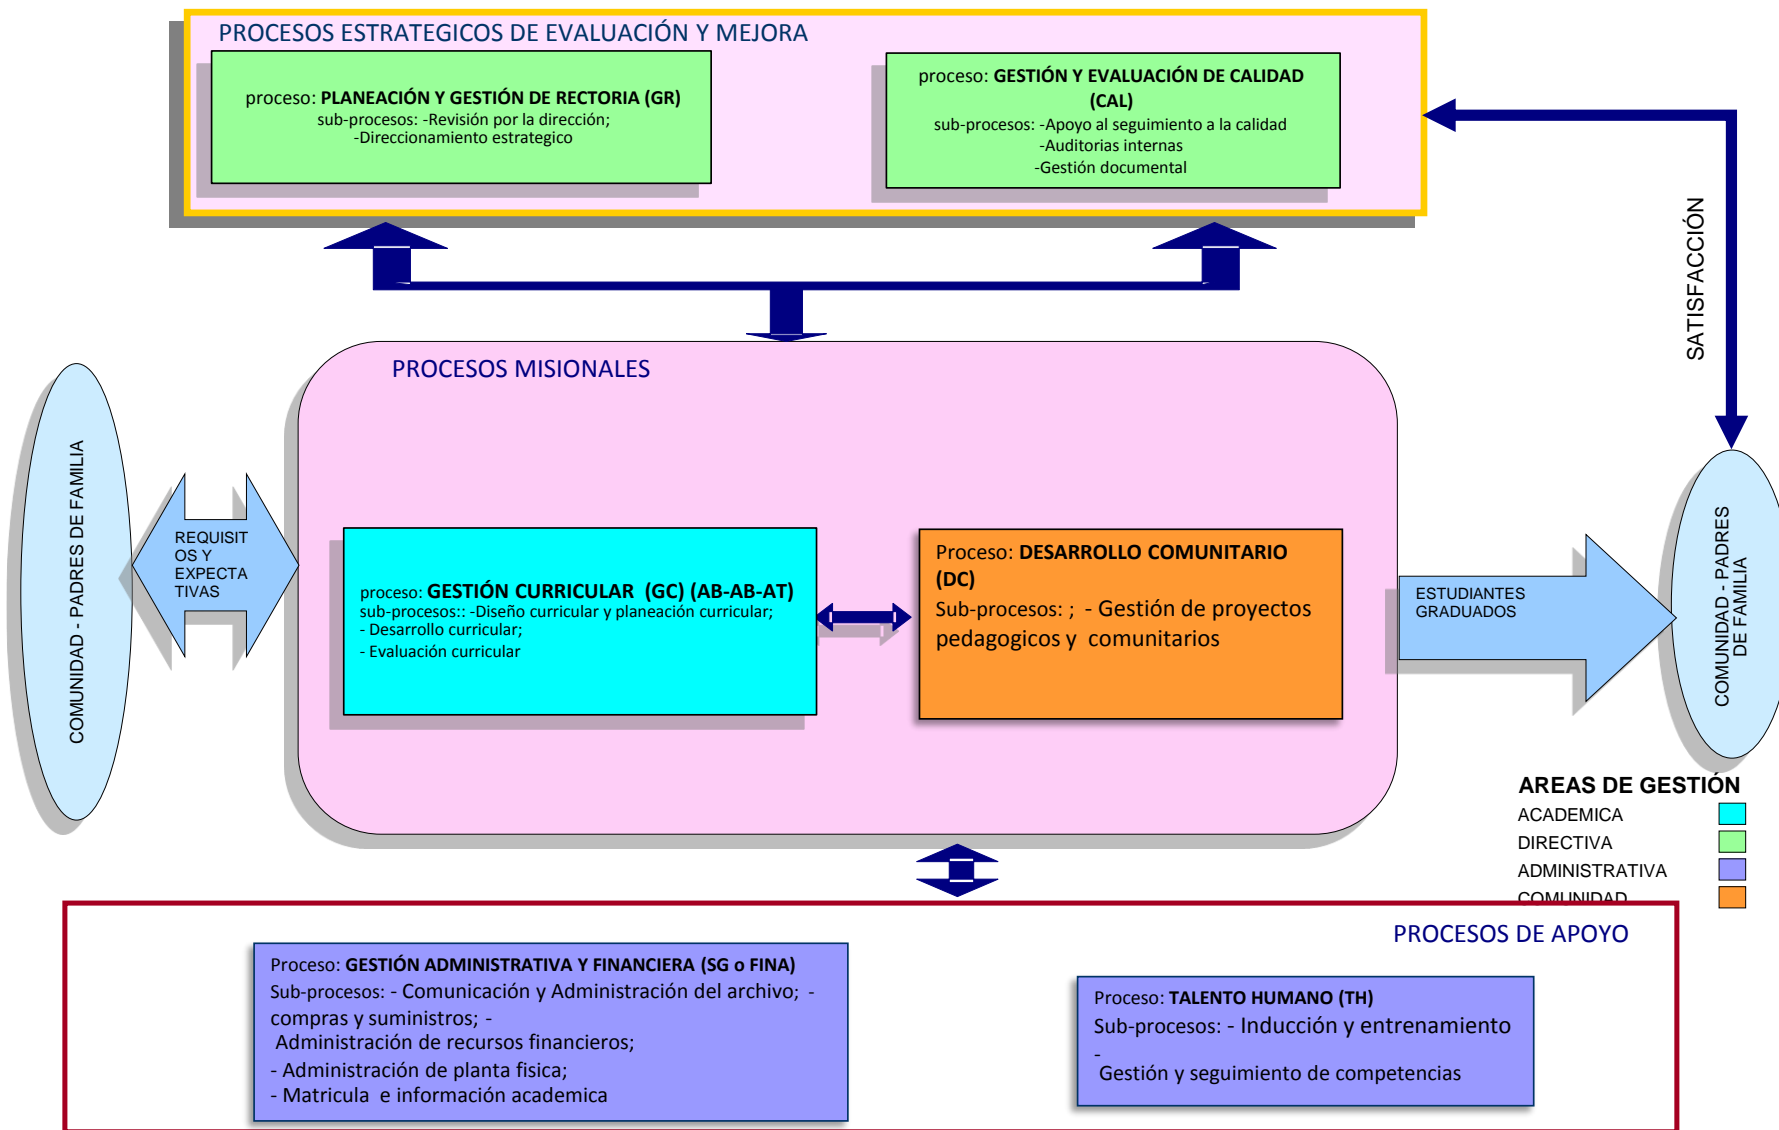 PROCESOS ESTRATEGICOS DE EVALUACIÓN Y MEJORA
proceso: PLANEACIÓN Y GESTIÓN DE RECTORIA (GR)
sub-procesos: -Revisión por la dirección;
-Direccionamiento estrategico
proceso: GESTIÓN Y EVALUACIÓN DE CALIDAD
(CAL)
sub-procesos: -Apoyo al seguimiento a la calidad
-Auditorias internas
-Gestión documental
SATISFACCIÓN
PROCESOS MISIONALES
COMUNIDAD - PADRES DE FAMILIA
REQUISIT
OS Y
EXPECTA
TIVAS
proceso: GESTIÓN CURRICULAR (GC) (AB-AB-AT)
sub-procesos:: -Diseño curricular y planeación curricular;
- Desarrollo curricular;
- Evaluación curricular
Proceso: DESARROLLO COMUNITARIO
(DC)
Sub-procesos: ; - Gestión de proyectos
pedagogicos y comunitarios
ESTUDIANTES
GRADUADOS
COMUNIDAD - PADRES
DE FAMILIA
AREAS DE GESTIÓN
ACADEMICA
DIRECTIVA
ADMINISTRATIVA
COMUNIDAD
PROCESOS DE APOYO
Proceso: GESTIÓN ADMINISTRATIVA Y FINANCIERA (SG o FINA)
Sub-procesos: - Comunicación y Administración del archivo; -
compras y suministros; -
Administración de recursos financieros;
- Administración de planta fisica;
- Matricula e información academica
Proceso: TALENTO HUMANO (TH)
Sub-procesos: - Inducción y entrenamiento
-
Gestión y seguimiento de competencias